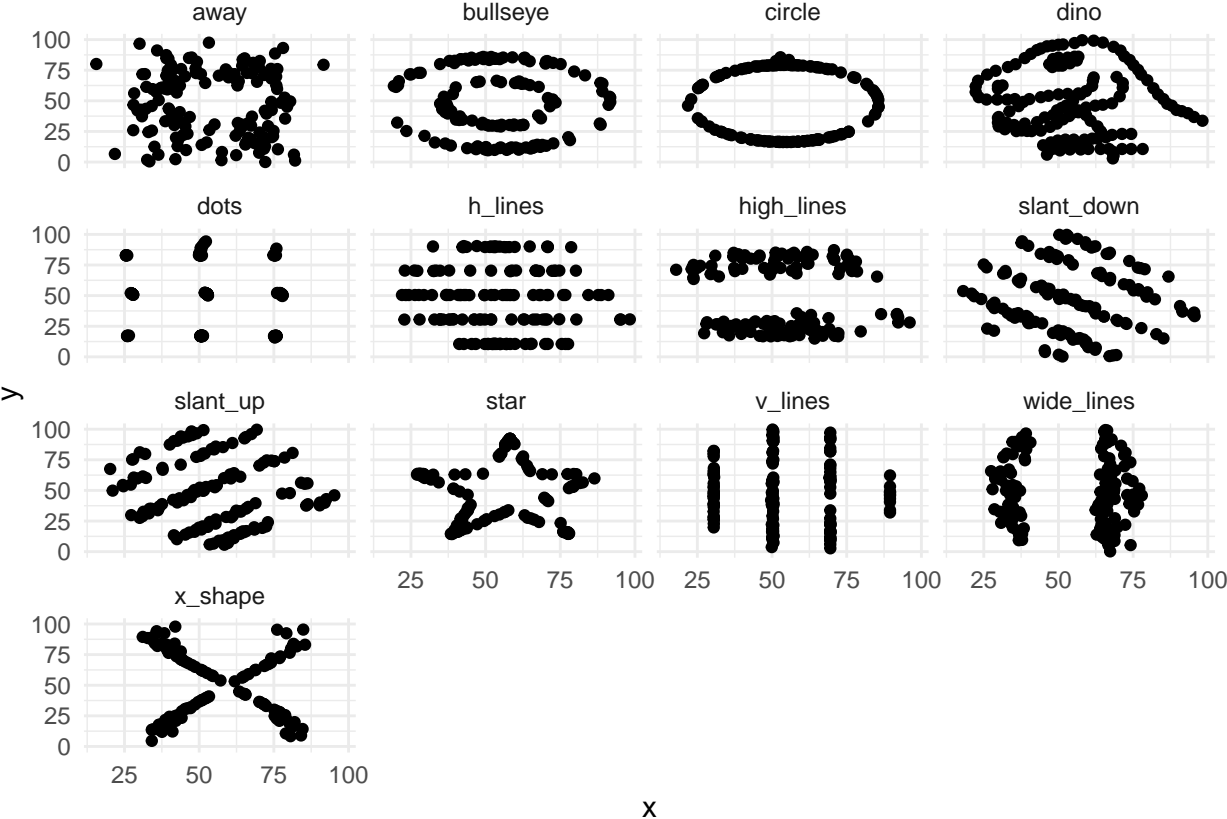 away bullseye circle dino
100
75
50
25
0
dots h_lines high_lines slant_down
100
75
50
25
0
y
slant_up star v_lines wide_lines
100
75
50
25
0
25 50 75 100 25 50 75 100 25 50 75 100
x_shape
100
75
50
25
0
25 50 75 100
x